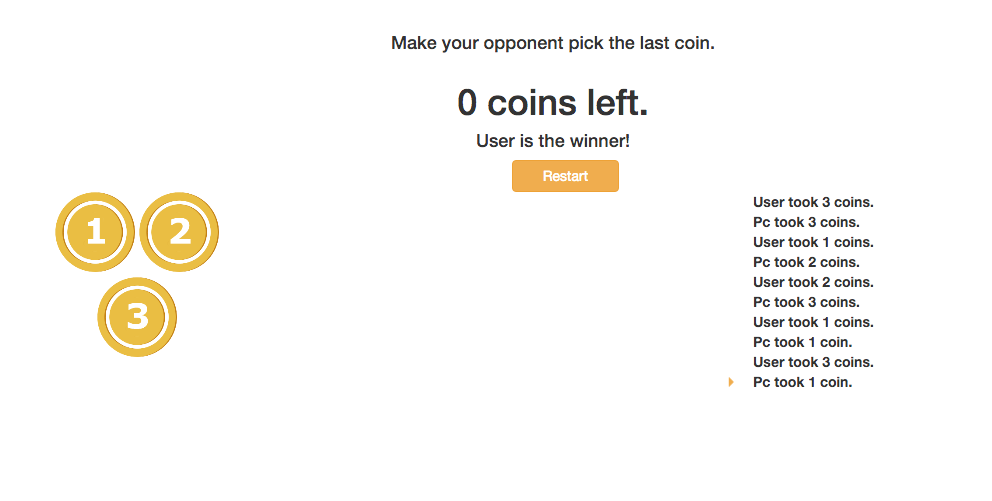 Make your opponent pick the last coin.
0 coins left.
User is the winner!
Restart
1 2
3
User took 3 coins.
Pc took 3 coins.
User took 1 coins.
Pc took 2 coins.
User took 2 coins.
Pc took 3 coins.
User took 1 coins.
Pc took 1 coin.
User took 3 coins.
Pc took 1 coin.